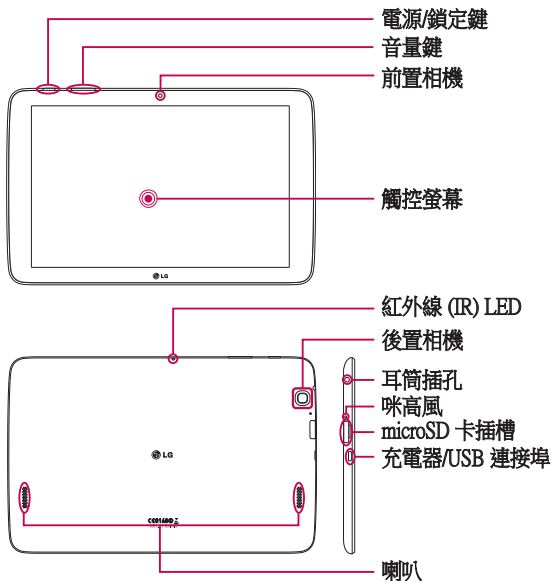 電源/鎖定鍵
音量鍵
前置相機
觸控螢幕
LG
紅外線 (IR) LED
後置相機
耳筒插孔
咪高風
microSD 卡插槽
充電器/USB 連接埠
LG
喇叭